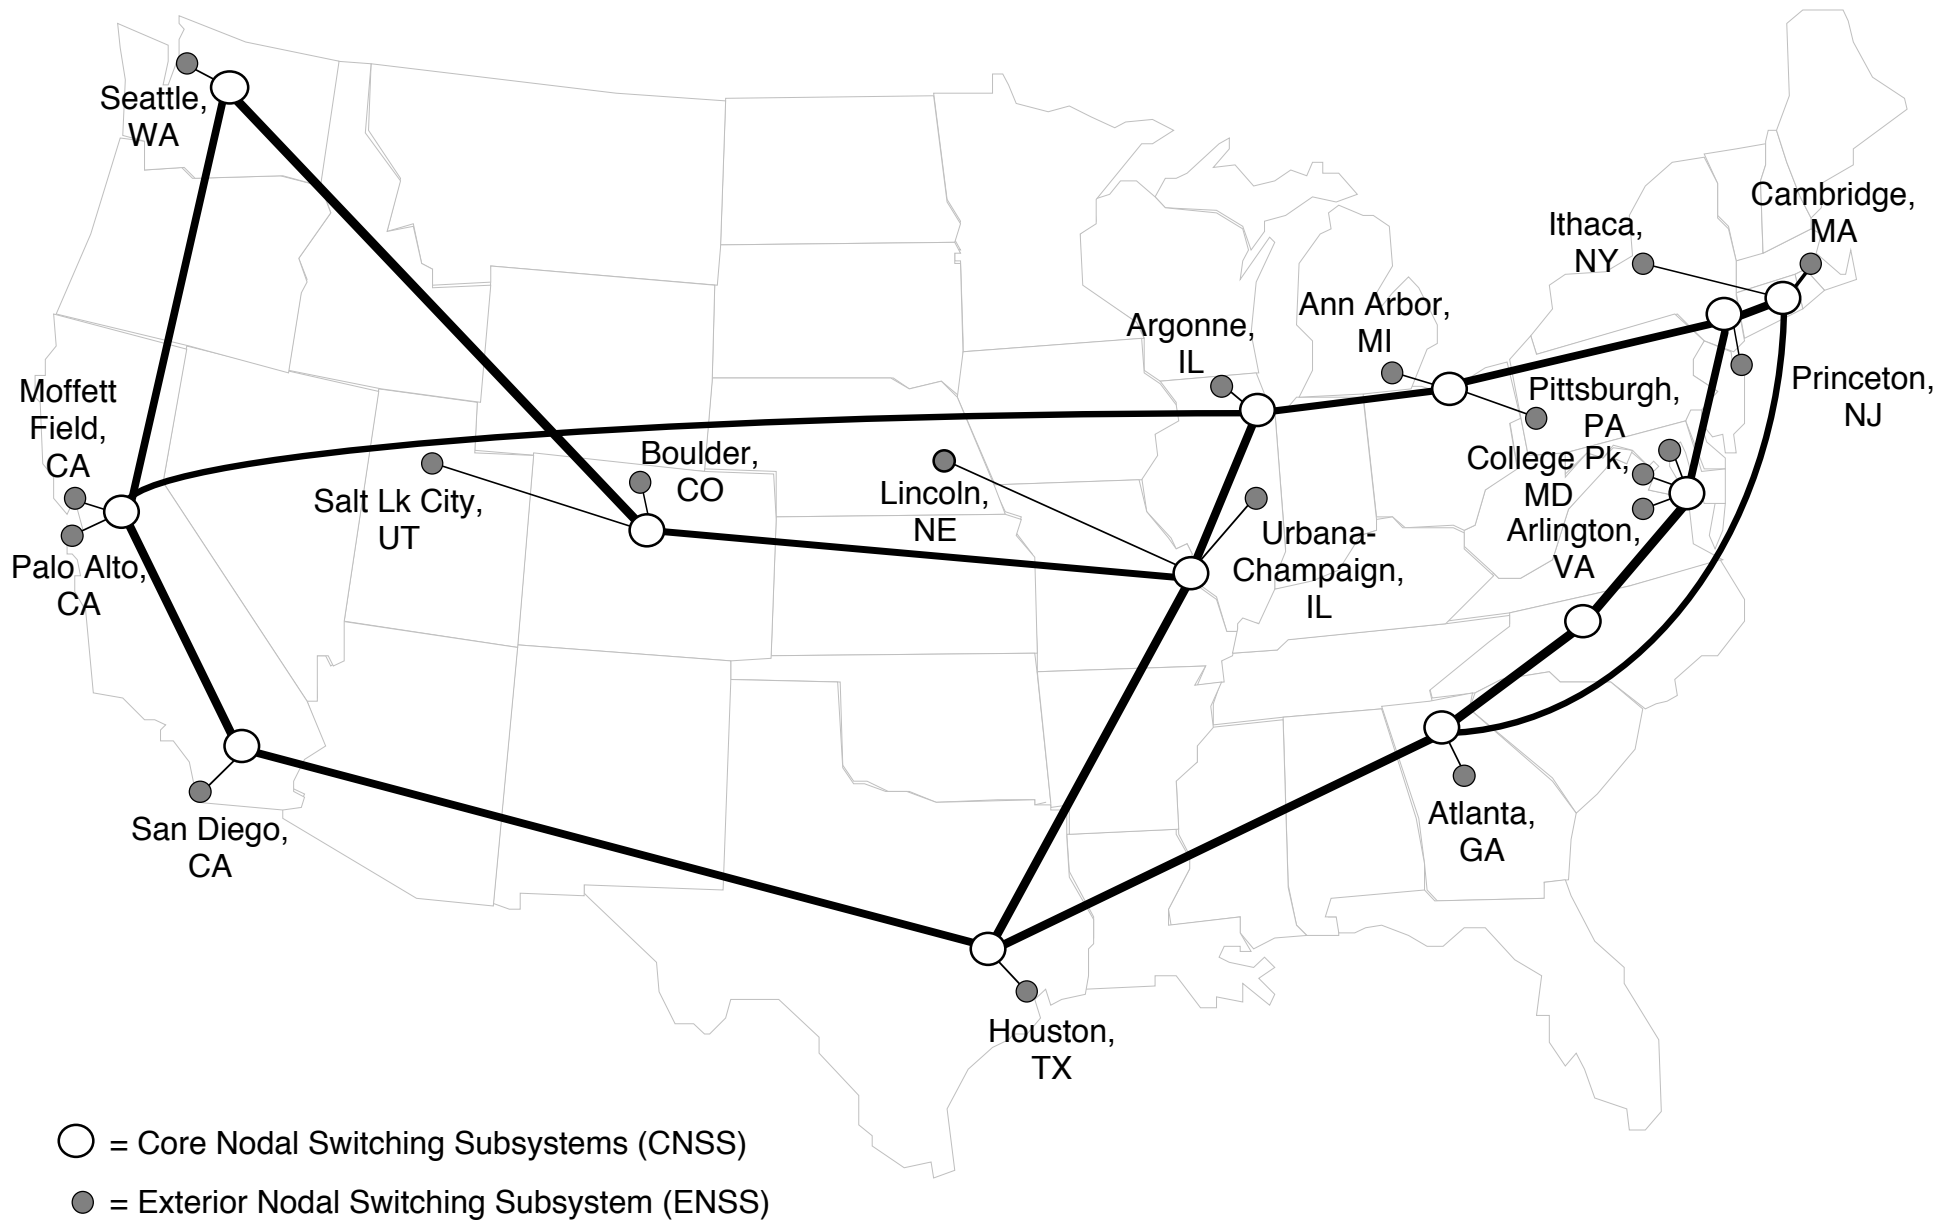 Seattle,
WA
Cambridge,
MA
Ithaca,
NY
Ann Arbor,
MI
Argonne,
IL
Moffett
Field,
CA
Pittsburgh,
PA
Princeton,
NJ
Boulder,
CO
College Pk,
MD
Salt Lk City,
UT
Lincoln,
NE
Urbana-
Champaign,
IL
Arlington,
VA
Palo Alto,
CA
San Diego,
CA
Atlanta,
GA
Houston,
TX
= Core Nodal Switching Subsystems (CNSS)
= Exterior Nodal Switching Subsystem (ENSS)